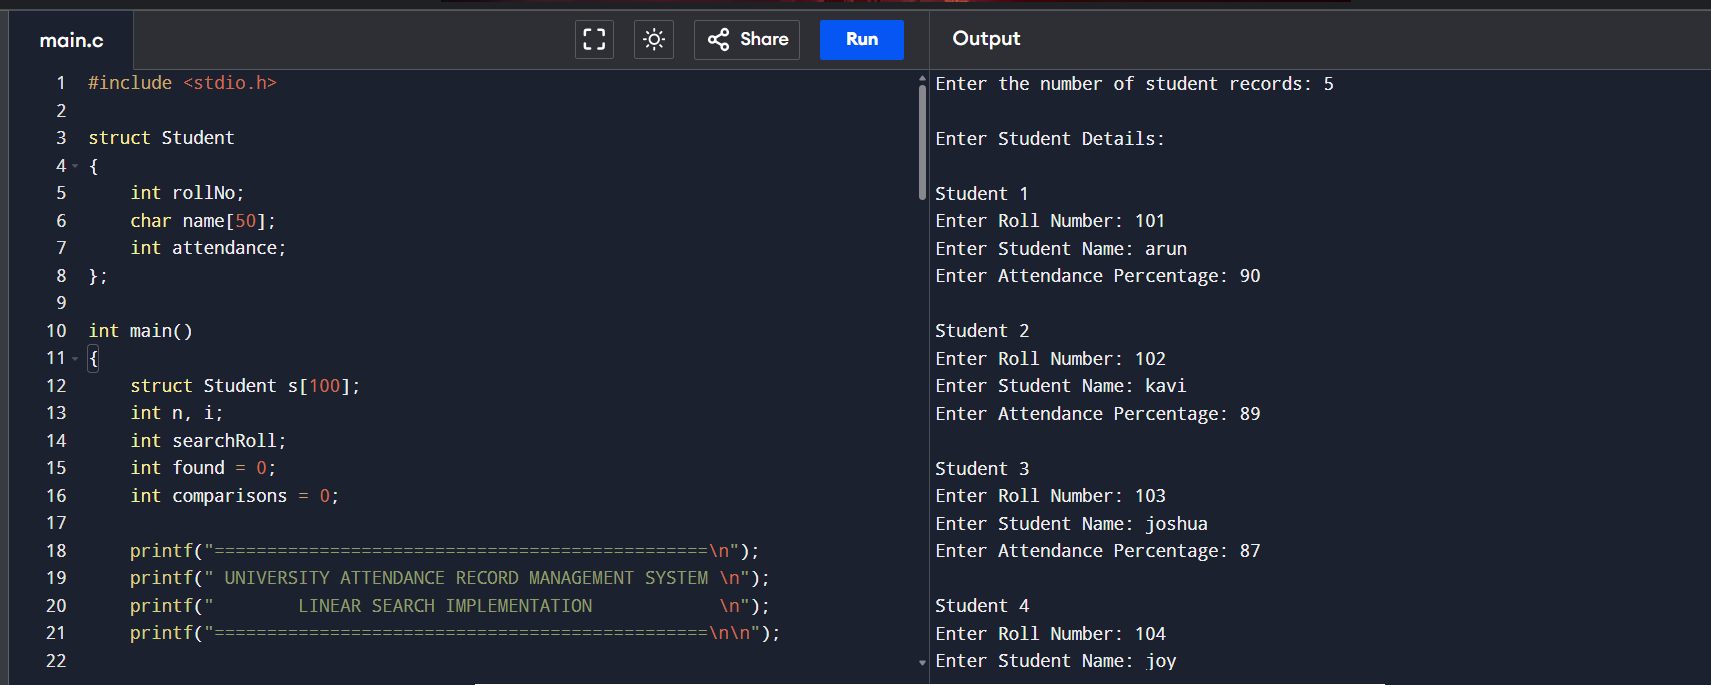 main.c
Share
Run
Output
1 #include <stdio.h>
2
3 struct Student
4 {
5     int rollNo;
6     char name[50];
7     int attendance;
8 };
9
10 int main()
11 {
12     struct Student s[100];
13     int n, i;
14     int searchRoll;
15     int found = 0;
16     int comparisons = 0;
17
18     printf("===============================================\n");
19     printf(" UNIVERSITY ATTENDANCE RECORD MANAGEMENT SYSTEM \n");
20     printf("        LINEAR SEARCH IMPLEMENTATION            \n");
21     printf("===============================================\n\n");
22
Enter the number of student records: 5
Enter Student Details:
Student 1
Enter Roll Number: 101
Enter Student Name: arun
Enter Attendance Percentage: 90
Student 2
Enter Roll Number: 102
Enter Student Name: kavi
Enter Attendance Percentage: 89
Student 3
Enter Roll Number: 103
Enter Student Name: joshua
Enter Attendance Percentage: 87
Student 4
Enter Roll Number: 104
Enter Student Name: joy